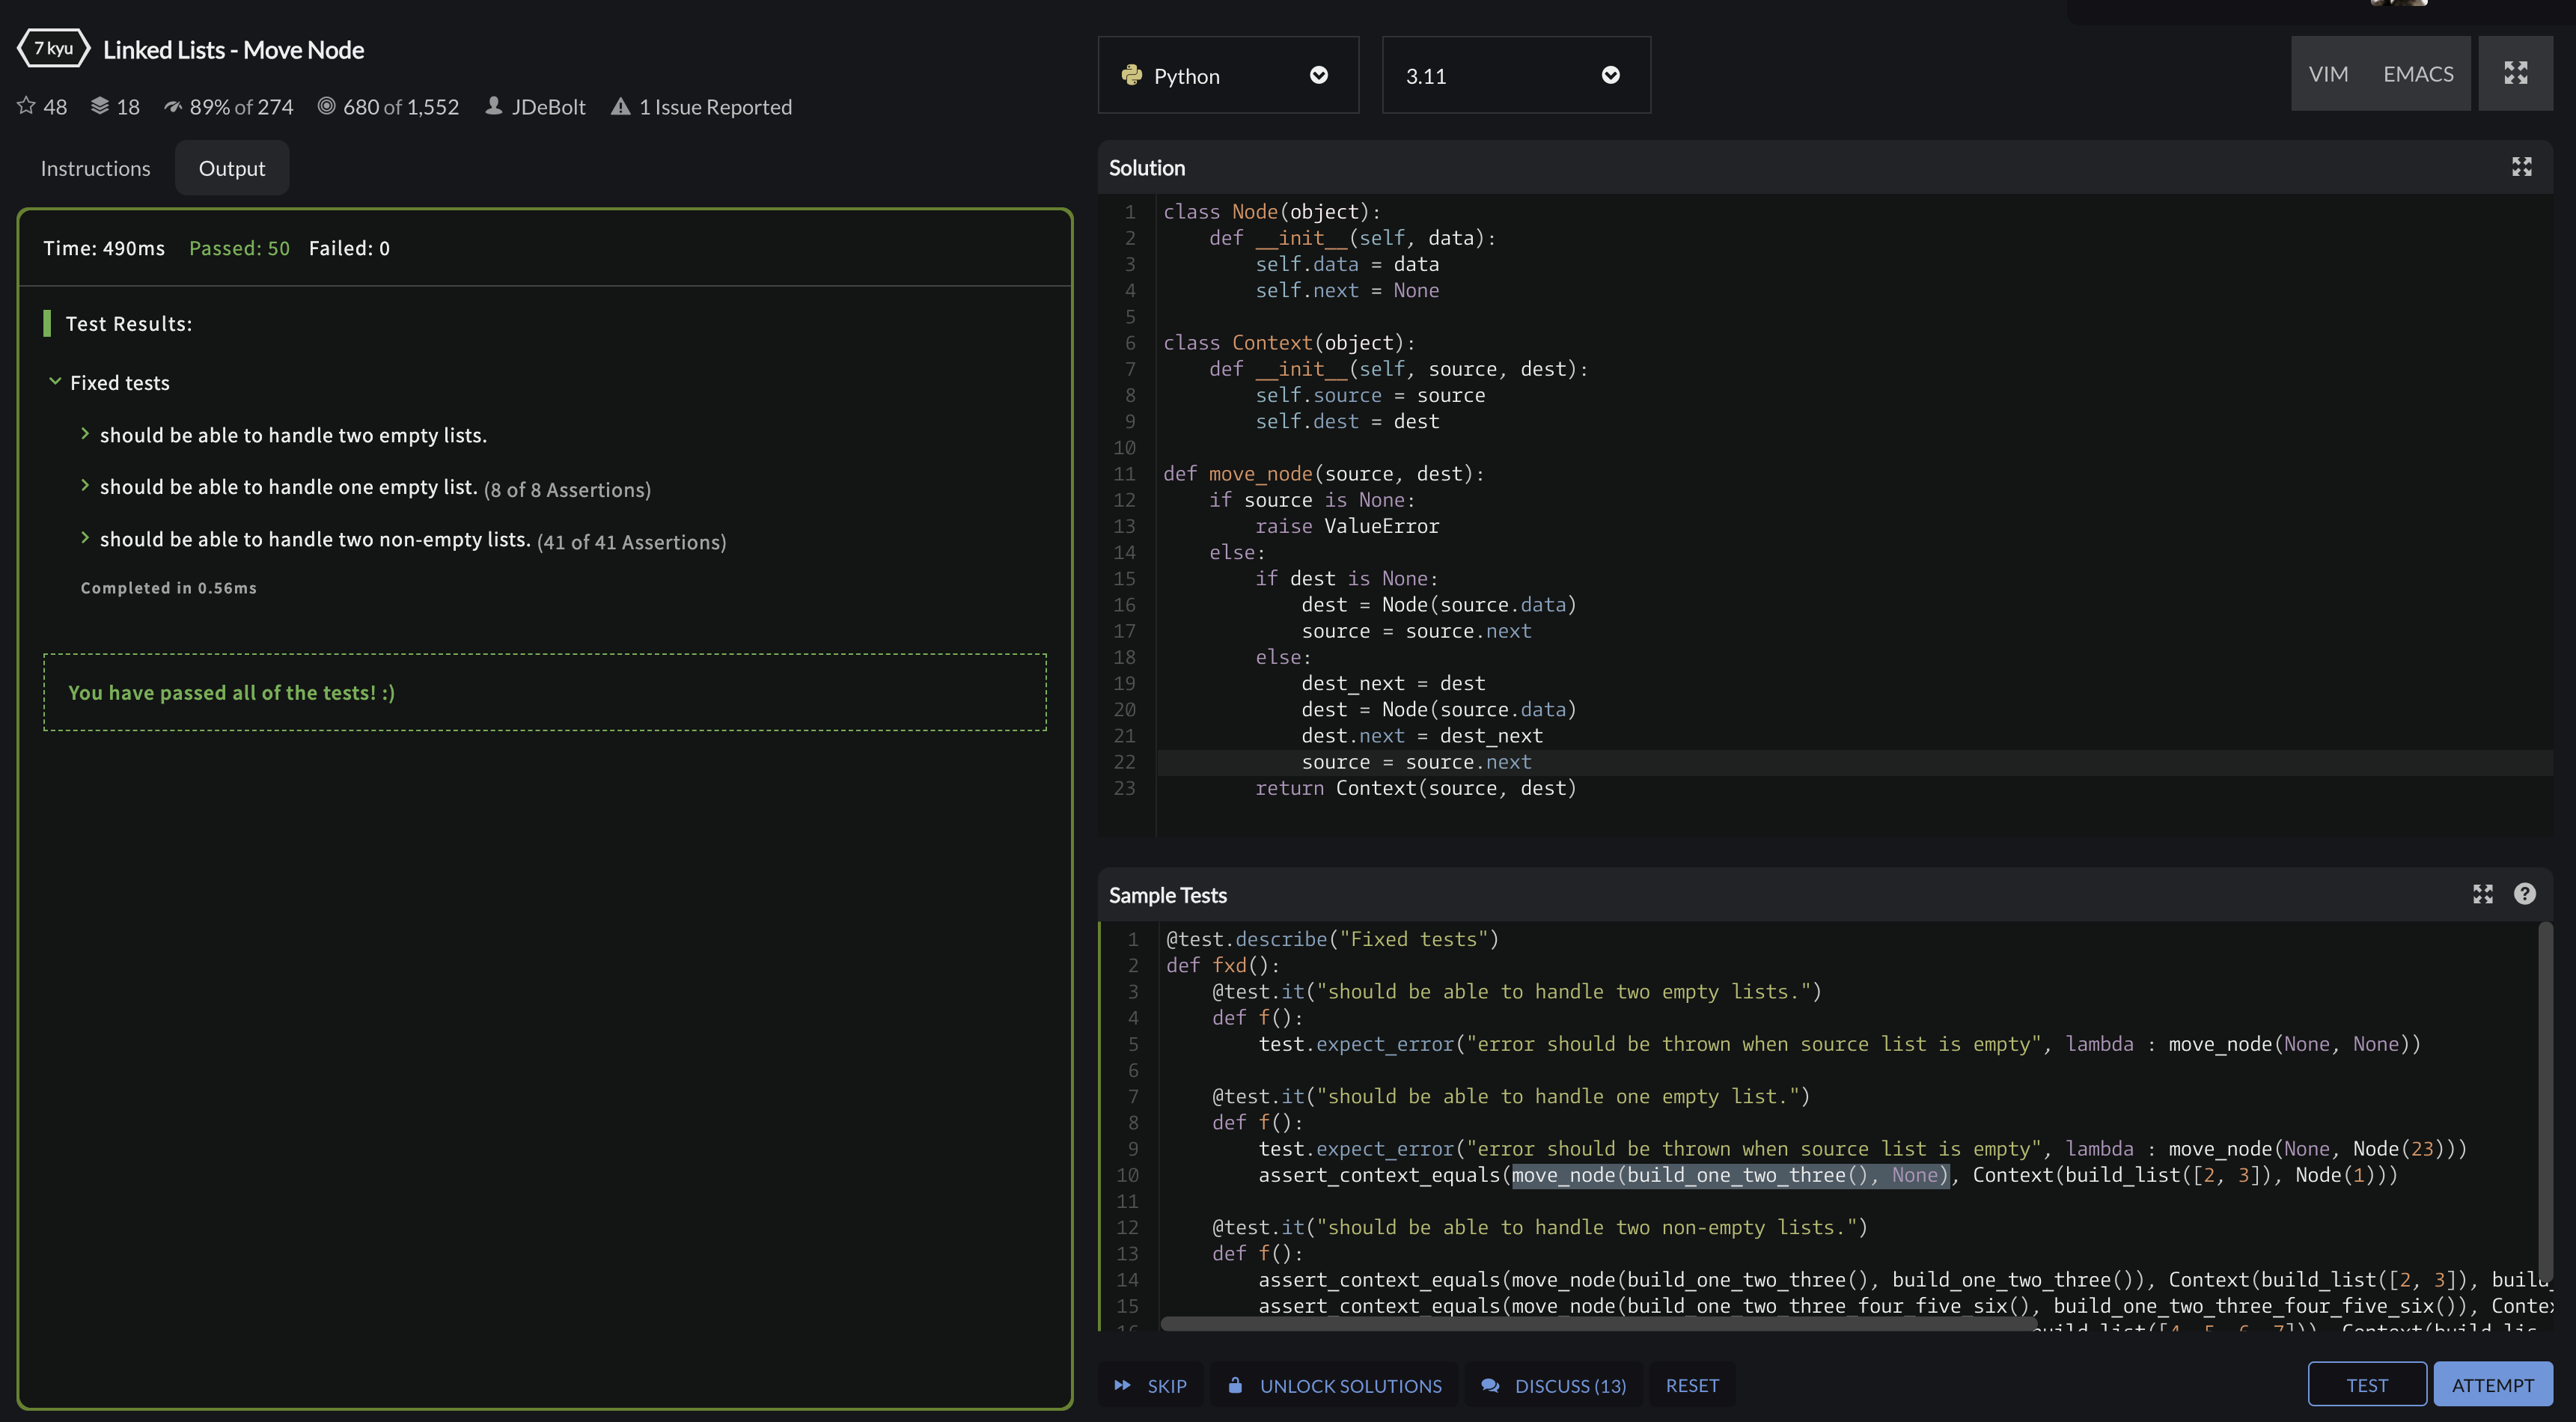 7 kyu Linked Lists - Move Node
48 18 89% of 274 680 of 1,552 JDeBolt 1 Issue Reported
Instructions Output
Time: 490ms Passed: 50 Failed: 0
Test Results:
Fixed tests
should be able to handle two empty lists.
should be able to handle one empty list. (8 of 8 Assertions)
should be able to handle two non-empty lists. (41 of 41 Assertions)
Completed in 0.56ms
You have passed all of the tests! :)
Python 3.11 VIM EMACS
Solution
1 class Node(object):
2     def __init__(self, data):
3         self.data = data
4         self.next = None
5
6 class Context(object):
7     def __init__(self, source, dest):
8         self.source = source
9         self.dest = dest
10
11 def move_node(source, dest):
12     if source is None:
13         raise ValueError
14     else:
15         if dest is None:
16             dest = Node(source.data)
17             source = source.next
18         else:
19             dest_next = dest
20             dest = Node(source.data)
21             dest.next = dest_next
22             source = source.next
23         return Context(source, dest)
Sample Tests
1 @test.describe("Fixed tests")
2 def fxd():
3     @test.it("should be able to handle two empty lists.")
4     def f():
5         test.expect_error("error should be thrown when source list is empty", lambda : move_node(None, None))
6
7     @test.it("should be able to handle one empty list.")
8     def f():
9         test.expect_error("error should be thrown when source list is empty", lambda : move_node(None, Node(23)))
10         assert_context_equals(move_node(build_one_two_three(), None), Context(build_list([2, 3]), Node(1)))
11
12     @test.it("should be able to handle two non-empty lists.")
13     def f():
14         assert_context_equals(move_node(build_one_two_three(), build_one_two_three()), Context(build_list([2, 3]), build_
15         assert_context_equals(move_node(build_one_two_three_four_five_six(), build_one_two_three_four_five_six()), Contex
SKIP UNLOCK SOLUTIONS DISCUSS (13) RESET TEST ATTEMPT